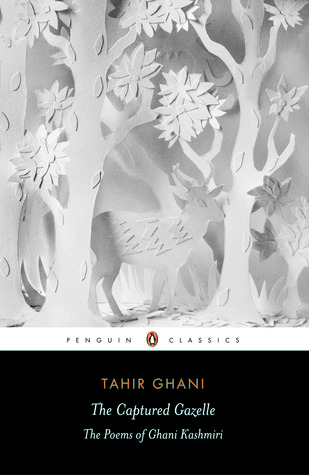 PENGUIN CLASSICS
TAHIR GHANI
The Captured Gazelle
The Poems of Ghani Kashmiri